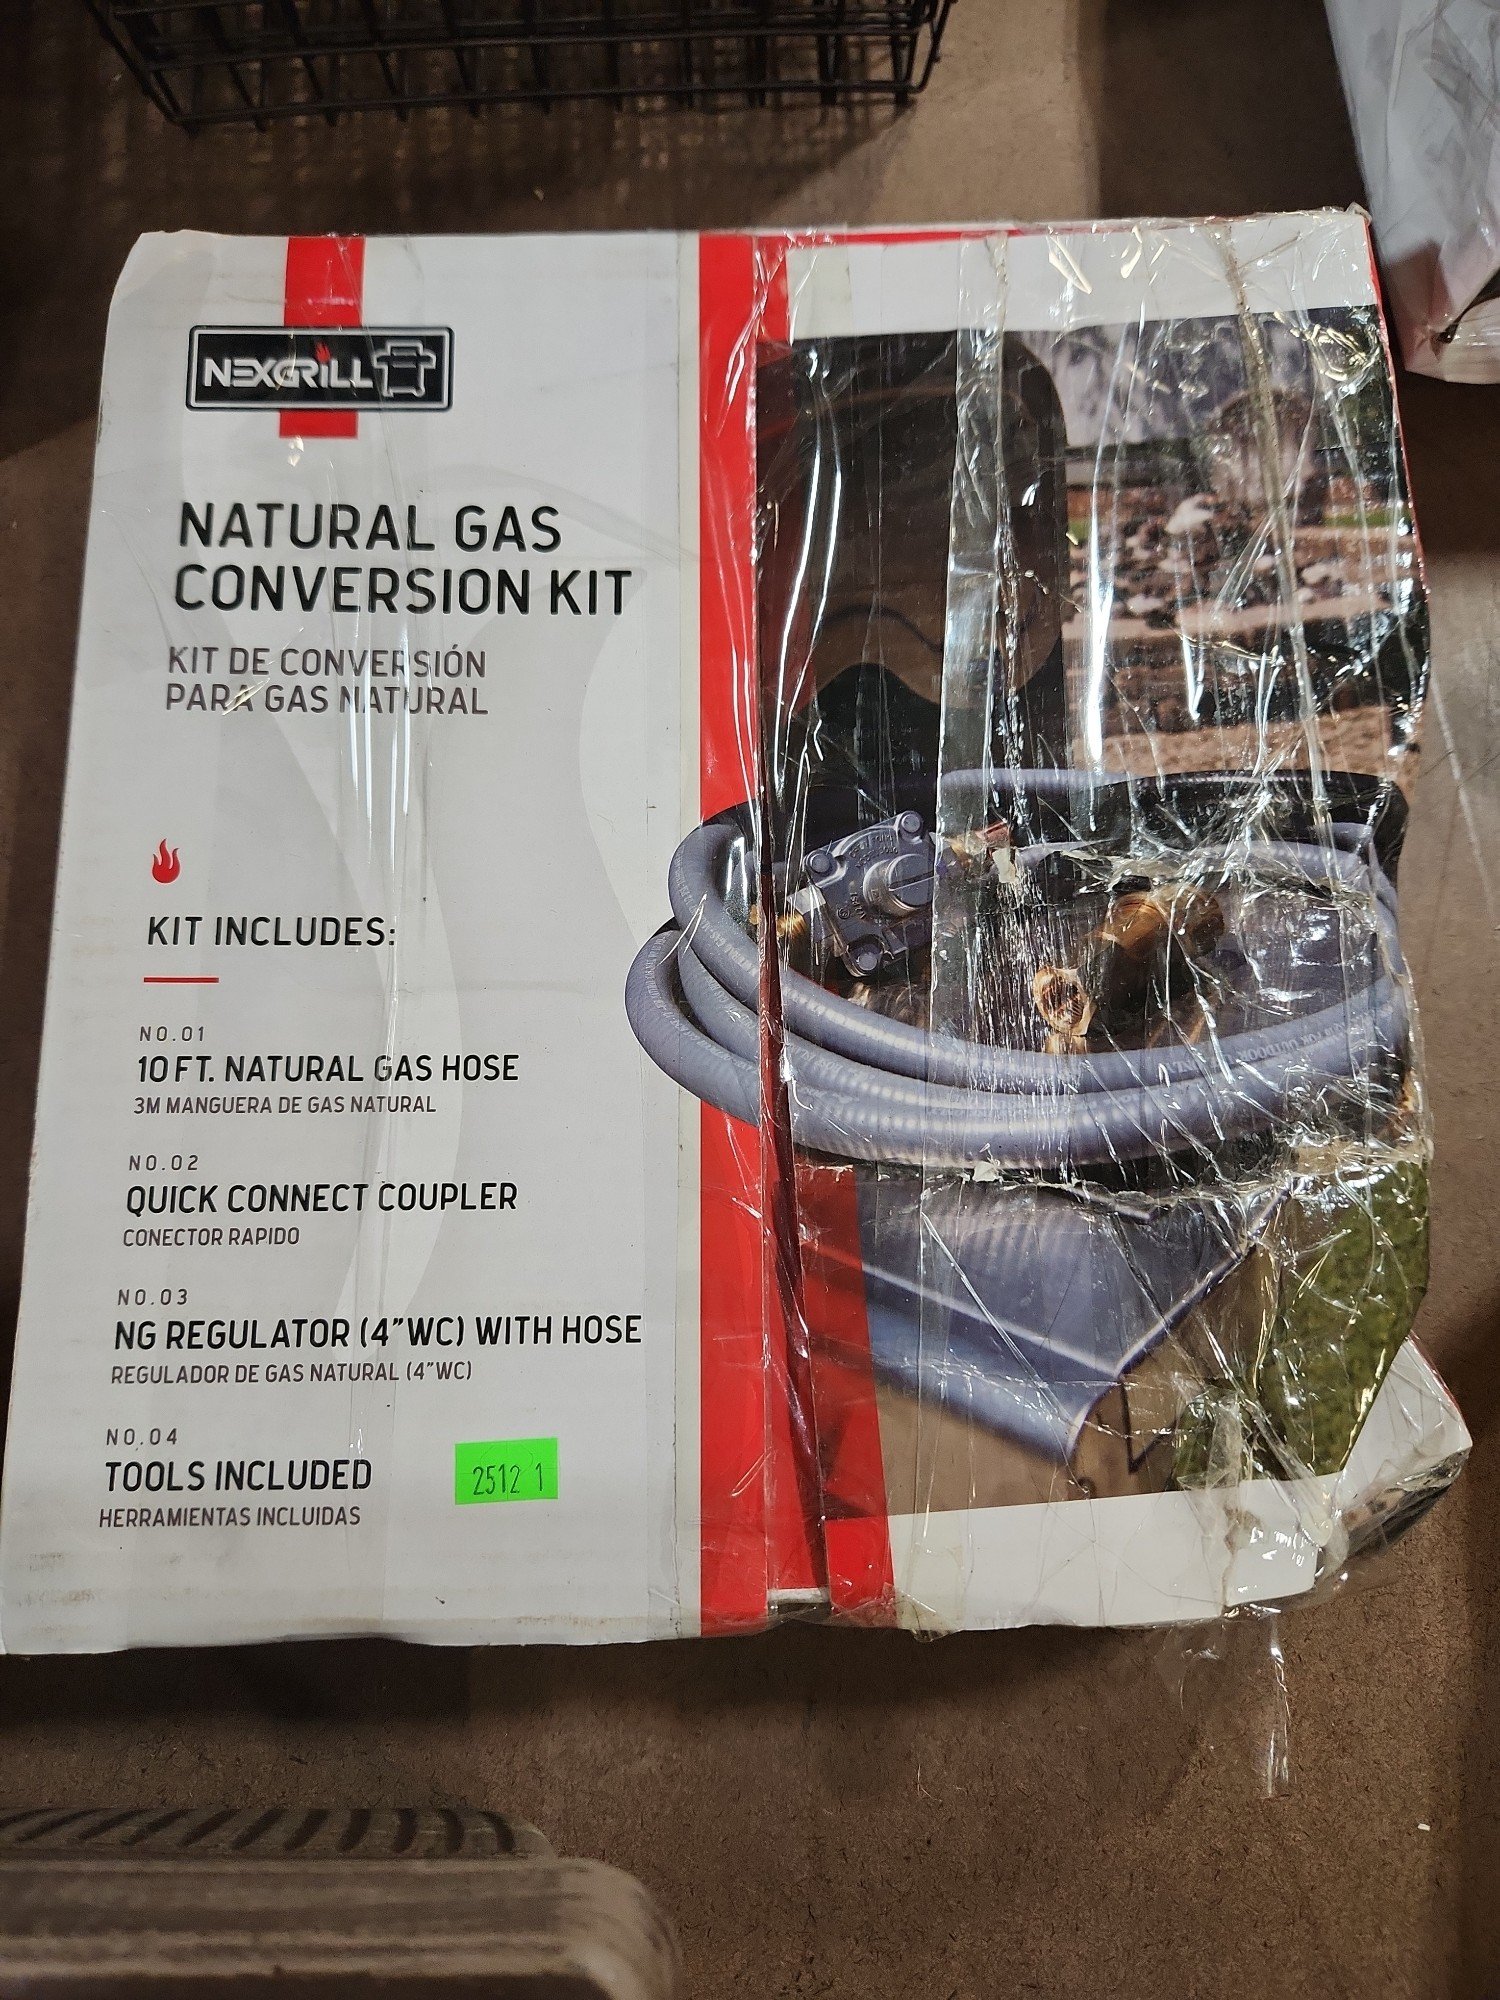 NEXGRILL
NATURAL GAS
CONVERSION KIT
KIT DE CONVERSIÓN
PARA GAS NATURAL
KIT INCLUDES:
NO.01
10 FT. NATURAL GAS HOSE
3M MANGUERA DE GAS NATURAL
NO.02
QUICK CONNECT COUPLER
CONECTOR RAPIDO
NO.03
NG REGULATOR (4"WC) WITH HOSE
REGULADOR DE GAS NATURAL (4"WC)
NO.04
TOOLS INCLUDED
HERRAMIENTAS INCLUIDAS
2512 1